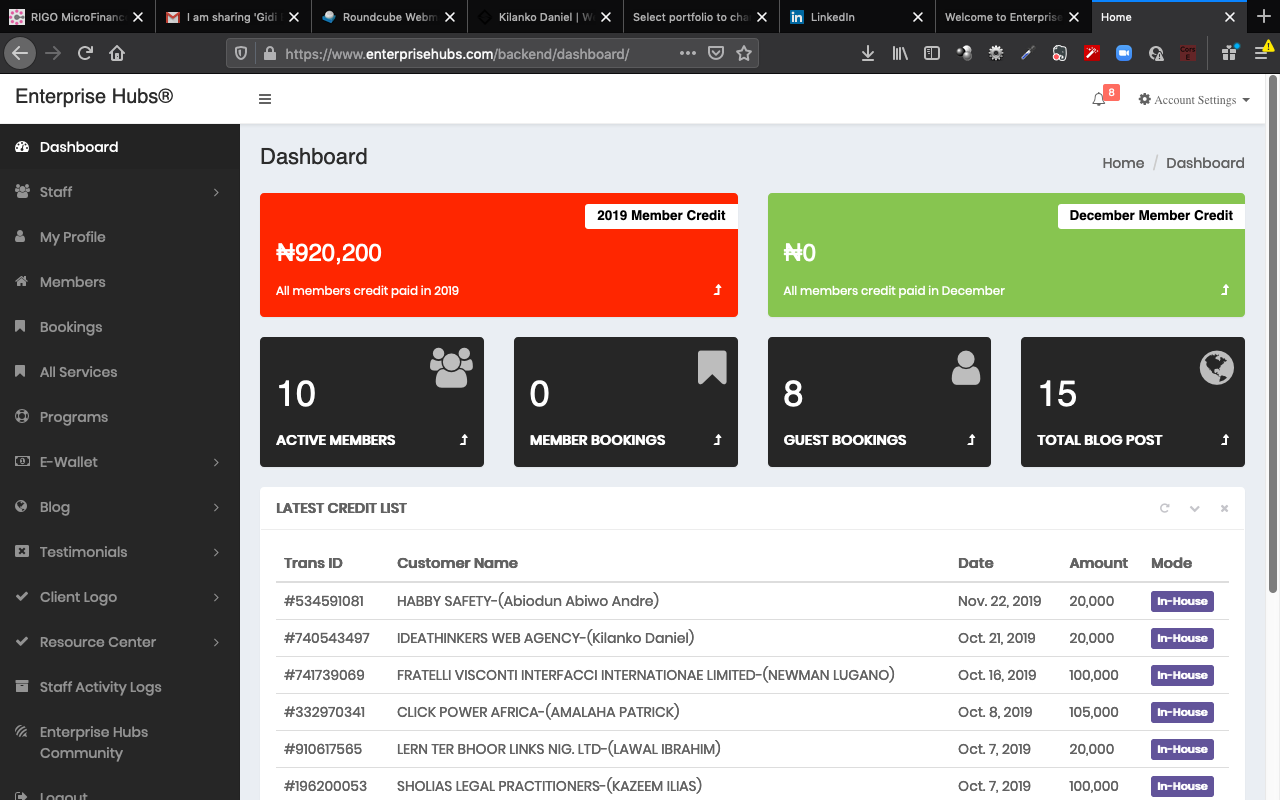 RIGO MicroFinanc
I am sharing 'Gidi
Roundcube Webm
Kilanko Daniel | W
Select portfolio to cha
LinkedIn
Welcome to Enterprise
Home
https://www.enterprisehubs.com/backend/dashboard/
Enterprise Hubs®
8
Account Settings
Dashboard
Staff
My Profile
Members
Bookings
All Services
Programs
E-Wallet
Blog
Testimonials
Client Logo
Resource Center
Staff Activity Logs
Enterprise Hubs
Community
Logout
Dashboard
Home / Dashboard
2019 Member Credit
₦920,200
All members credit paid in 2019
December Member Credit
₦0
All members credit paid in December
10
ACTIVE MEMBERS
0
MEMBER BOOKINGS
8
GUEST BOOKINGS
15
TOTAL BLOG POST
LATEST CREDIT LIST
Trans ID Customer Name Date Amount Mode
#534591081 HABBY SAFETY-(Abiodun Abiwo Andre) Nov. 22, 2019 20,000 In-House
#740543497 IDEATHINKERS WEB AGENCY-(Kilanko Daniel) Oct. 21, 2019 20,000 In-House
#741739069 FRATELLI VISCONTI INTERFACCI INTERNATIONAE LIMITED-(NEWMAN LUGANO) Oct. 16, 2019 100,000 In-House
#332970341 CLICK POWER AFRICA-(AMALAHA PATRICK) Oct. 8, 2019 105,000 In-House
#910617565 LERN TER BHOOR LINKS NIG. LTD-(LAWAL IBRAHIM) Oct. 7, 2019 20,000 In-House
#196200053 SHOLIAS LEGAL PRACTITIONERS-(KAZEEM ILIAS) Oct. 7, 2019 100,000 In-House